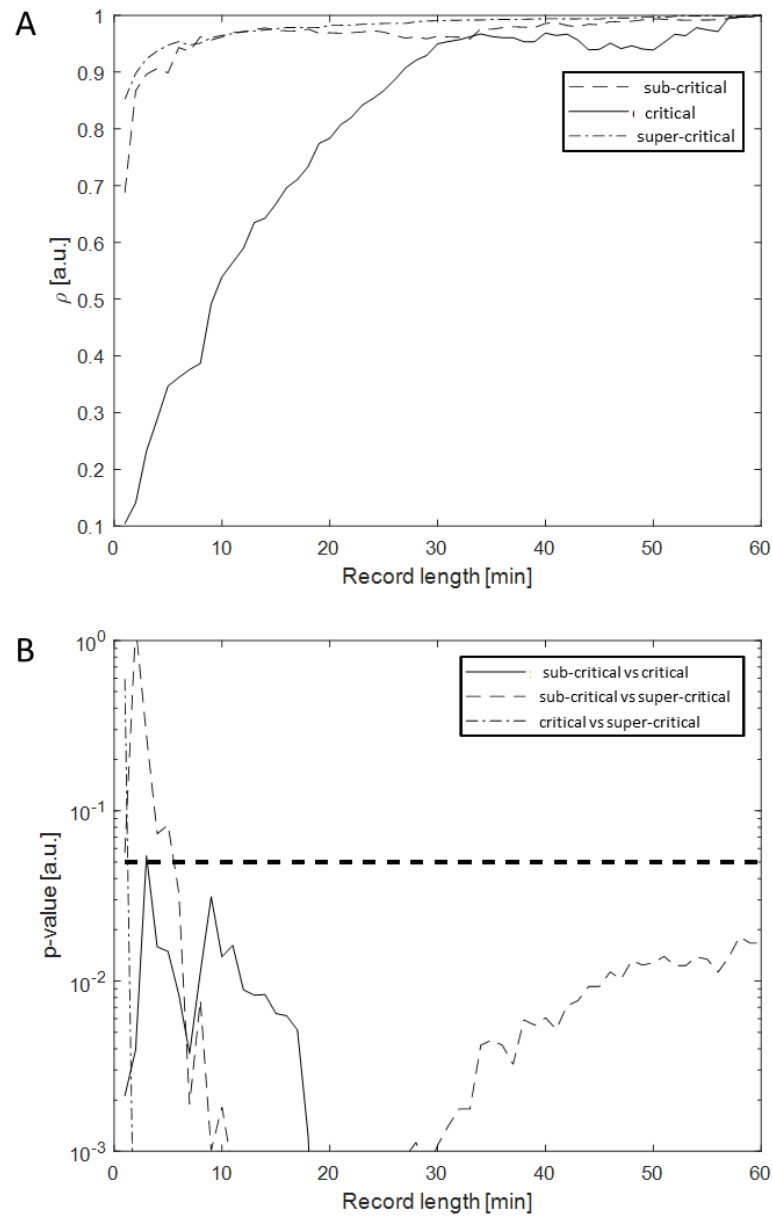 A
1
0.9
0.8
0.7
0.6
0.5
0.4
0.3
0.2
0.1
ρ [a.u.]
sub-critical
critical
super-critical
0
10
20
30
40
50
60
Record length [min]
B
10^0
10^-1
10^-2
10^-3
p-value [a.u.]
sub-critical vs critical
sub-critical vs super-critical
critical vs super-critical
0
10
20
30
40
50
60
Record length [min]